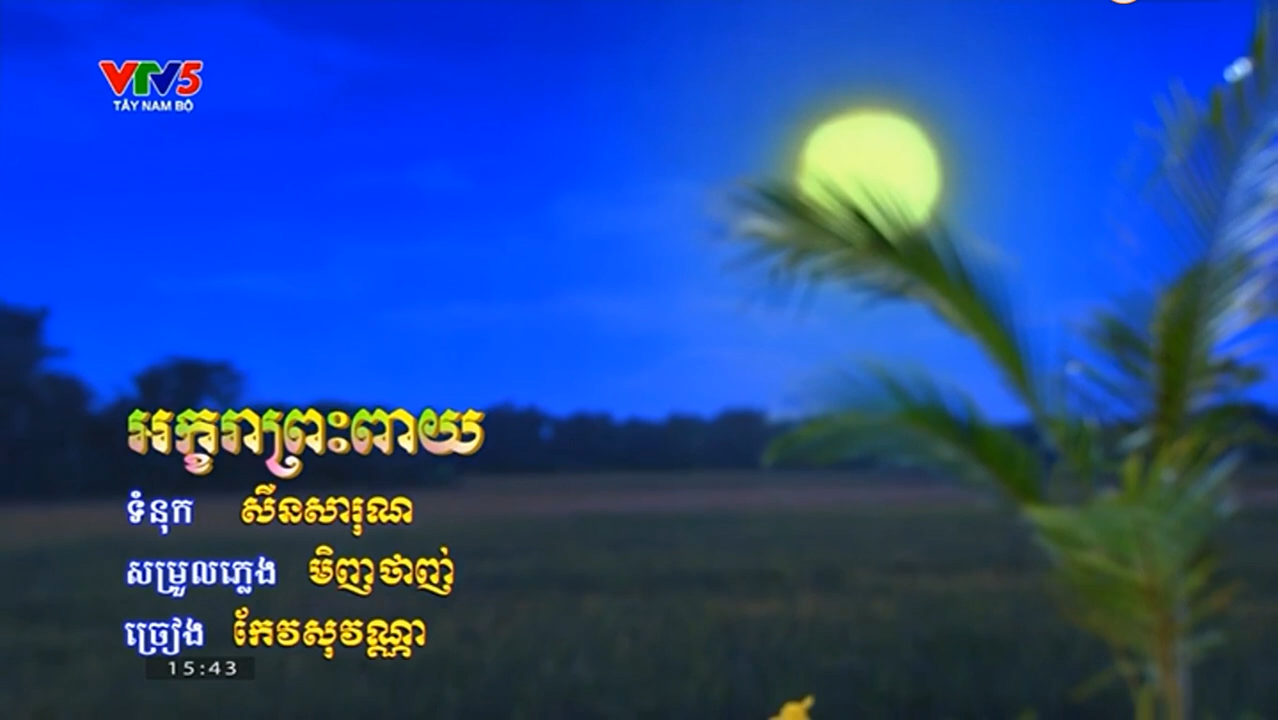 VTV5
TÂY NAM BỘ
អក្ខរាព្រះពាយ
ទំនុក សឺនសារុណ
សម្រួលភ្លេង មិញថាញ់
ច្រៀង កែវសុវណ្ណា
15:43